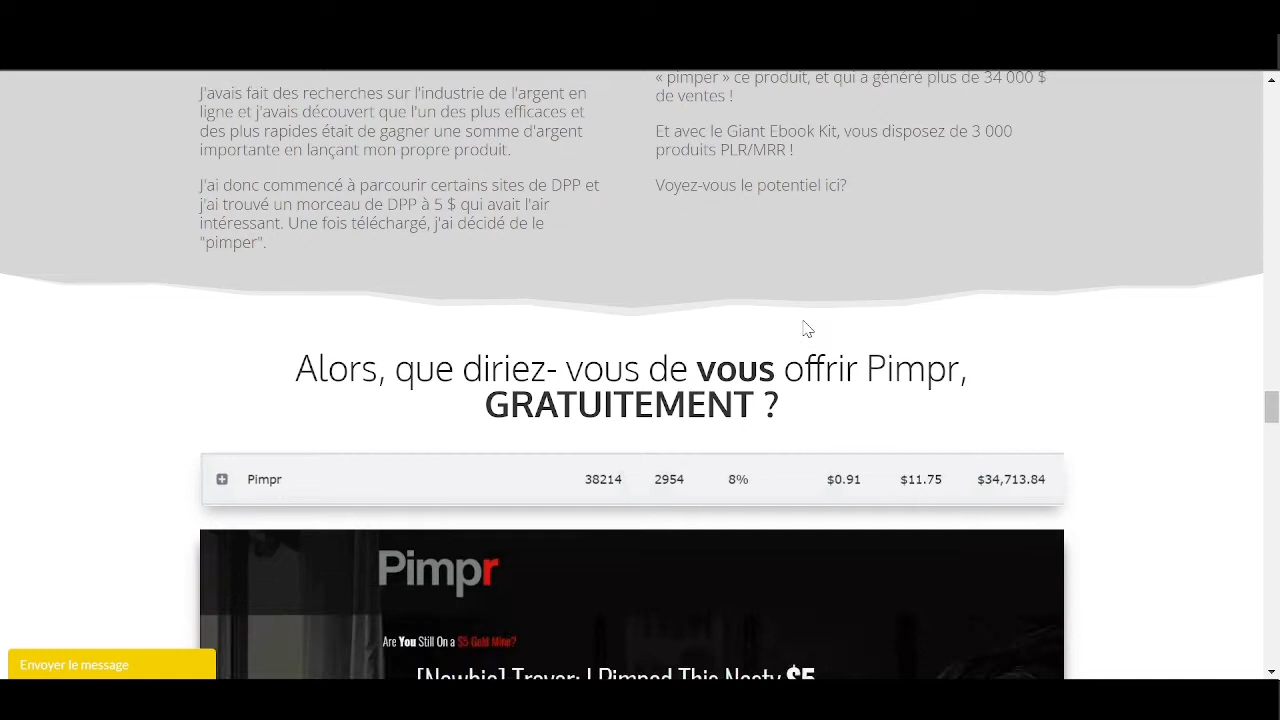 J'avais fait des recherches sur l'industrie de l'argent en
ligne et j'avais découvert que l'un des plus efficaces et
des plus rapides était de gagner une somme d'argent
importante en lançant mon propre produit.
J'ai donc commencé à parcourir certains sites de DPP et
j'ai trouvé un morceau de DPP à 5 $ qui avait l'air
intéressant. Une fois téléchargé, j'ai décidé de le
"pimper".
« pimper » ce produit, et qui a généré plus de 34 000 $
de ventes !
Et avec le Giant Ebook Kit, vous disposez de 3 000
produits PLR/MRR !
Voyez-vous le potentiel ici?
Alors, que diriez- vous de vous offrir Pimpr,
GRATUITEMENT ?
Pimpr 38214 2954 8% $0.91 $11.75 $34,713.84
Pimpr
Are You Still On a $5 Gold Mine?
[Newbie] Trever: I Pimped This Nasty $5
Envoyer le message